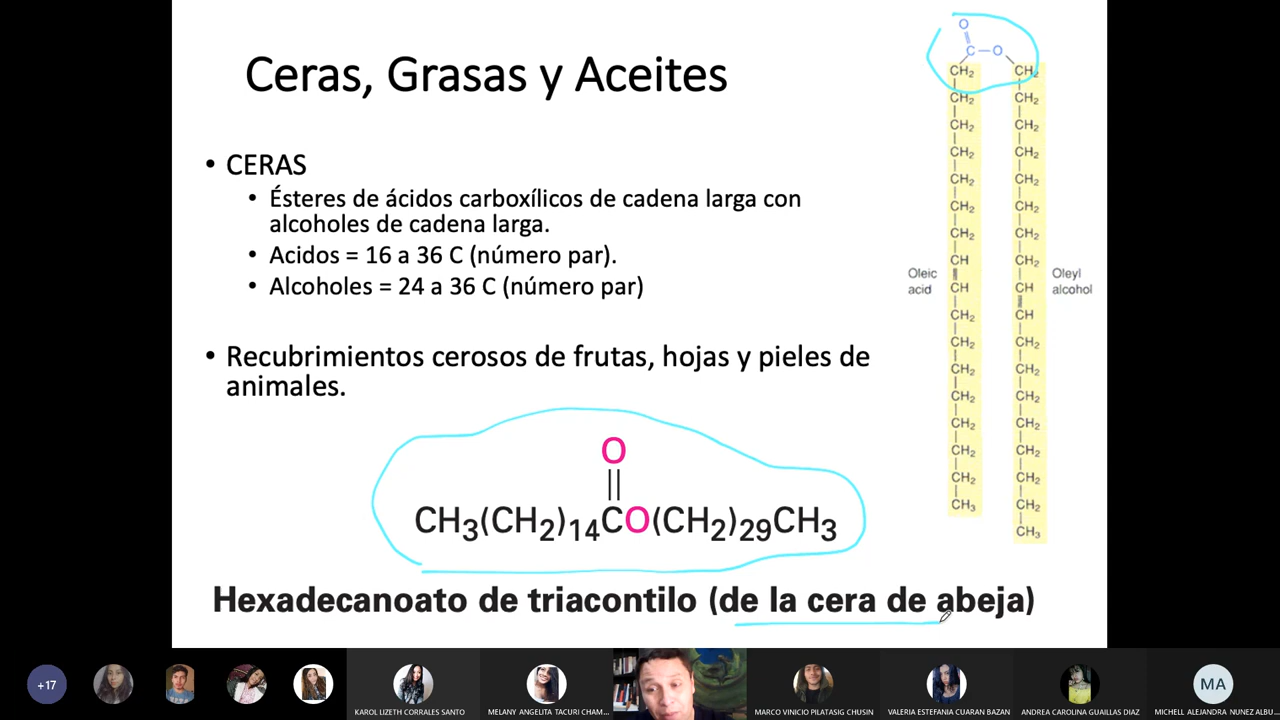 Ceras, Grasas y Aceites
• CERAS
• Ésteres de ácidos carboxílicos de cadena larga con
alcoholes de cadena larga.
• Acidos = 16 a 36 C (número par).
• Alcoholes = 24 a 36 C (número par)
• Recubrimientos cerosos de frutas, hojas y pieles de
animales.
O
||
CH₃(CH₂)₁₄CO(CH₂)₂₉CH₃
Hexadecanoato de triacontilo (de la cera de abeja)
O
C—O
CH₂ CH₂
CH₂ CH₂
CH₂ CH₂
CH₂ CH₂
CH₂ CH₂
CH₂ CH₂
CH₂ CH₂
CH CH₂
Oleic acid
CH CH
Oleyl alcohol
CH₂ CH
CH₂ CH₂
CH₂ CH₂
CH₂ CH₂
CH₂ CH₂
CH₂ CH₂
CH₂ CH₂
CH₃ CH₂
CH₃
+17
KAROL LIZETH CORRALES SANTO
MELANY ANGELITA TACURI CHAM...
MARCO VINICIO PILATASIG CHUSIN
VALERIA ESTEFANIA CUARAN BAZAN
ANDREA CAROLINA GUAILLAS DIAZ
MA
MICHELL ALEJANDRA NUNEZ ALBU...